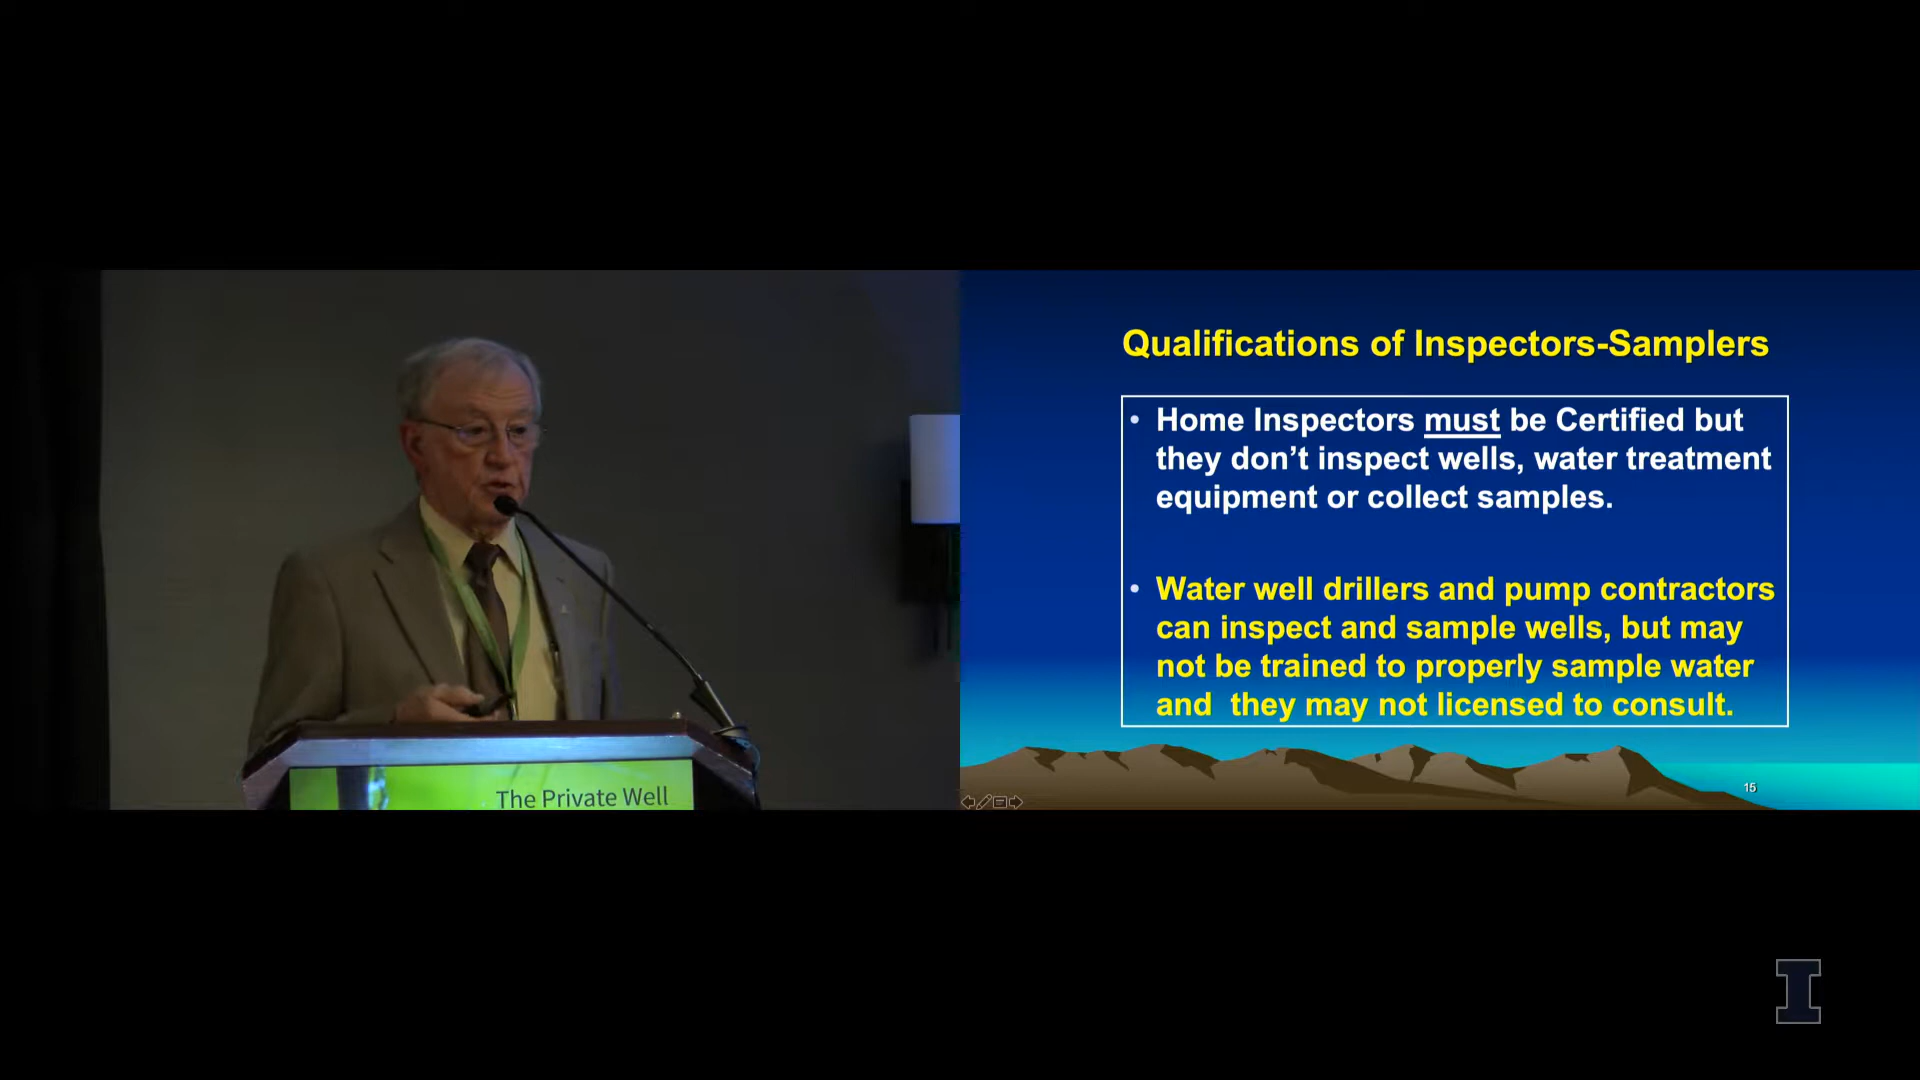 Qualifications of Inspectors-Samplers
• Home Inspectors must be Certified but
they don’t inspect wells, water treatment
equipment or collect samples.
• Water well drillers and pump contractors
can inspect and sample wells, but may
not be trained to properly sample water
and  they may not licensed to consult.
15
The Private Well
I